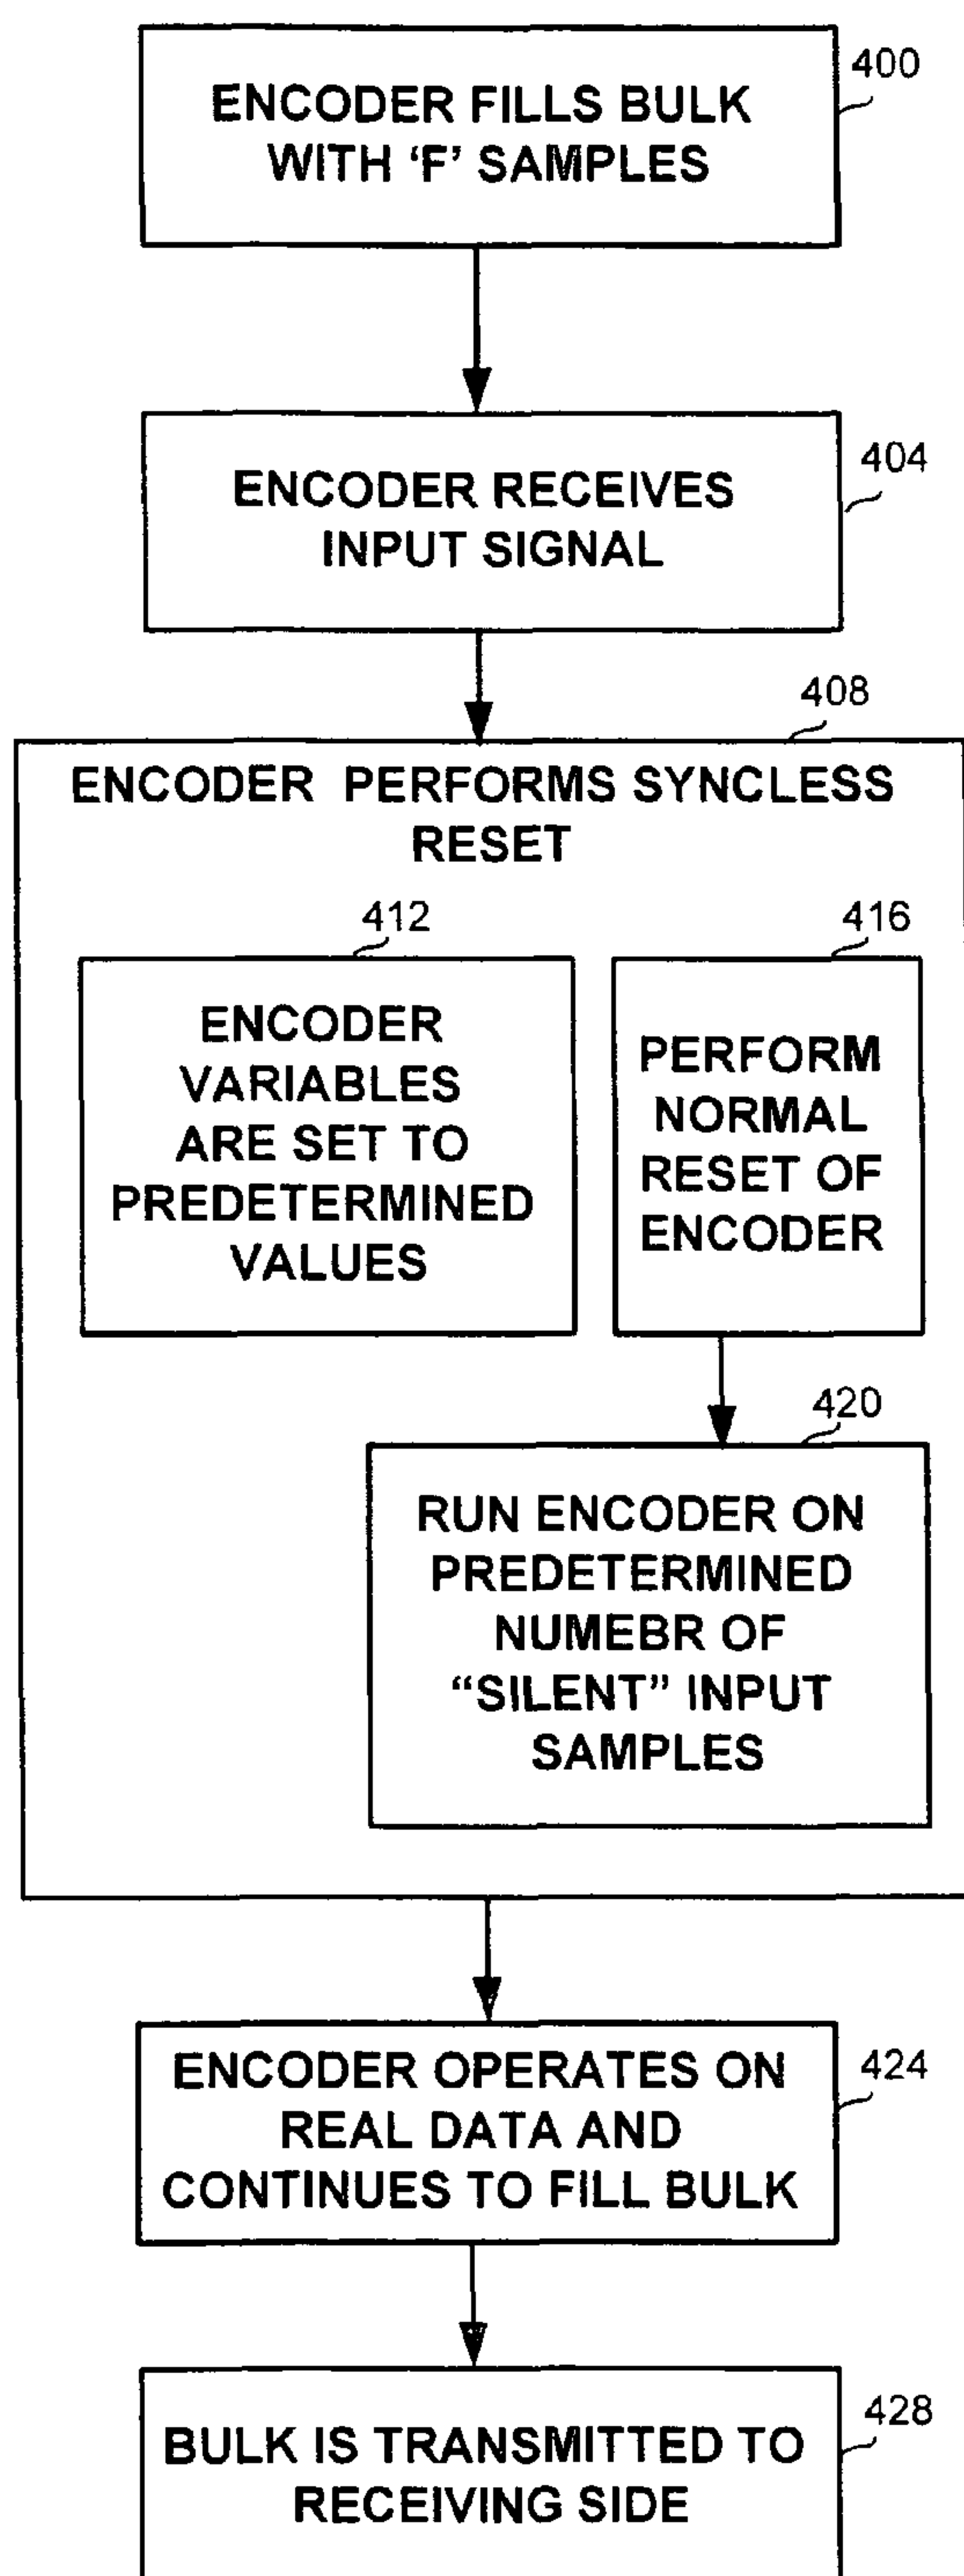 400
ENCODER FILLS BULK
WITH ‘F’ SAMPLES
404
ENCODER RECEIVES
INPUT SIGNAL
408
ENCODER PERFORMS SYNCLESS
RESET
412
ENCODER
VARIABLES
ARE SET TO
PREDETERMINED
VALUES
416
PERFORM
NORMAL
RESET OF
ENCODER
420
RUN ENCODER ON
PREDETERMINED
NUMEBR OF
“SILENT” INPUT
SAMPLES
424
ENCODER OPERATES ON
REAL DATA AND
CONTINUES TO FILL BULK
428
BULK IS TRANSMITTED TO
RECEIVING SIDE